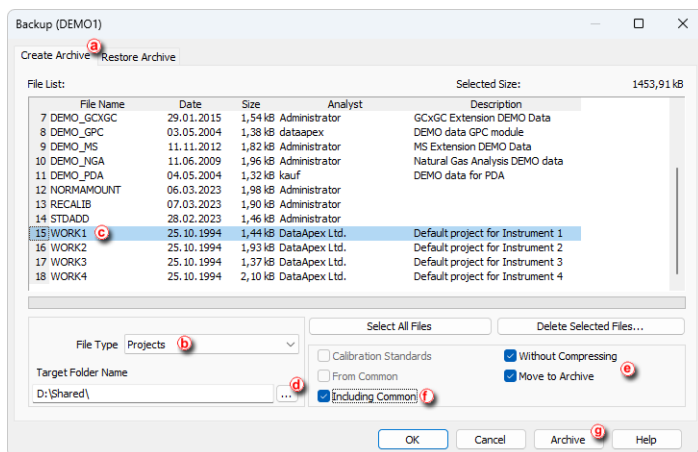 Backup (DEMO1)
Create Archive a Restore Archive
File List: Selected Size: 1453,91 kB
File Name Date Size Analyst Description
7 DEMO_GCXGC 29.01.2015 1,54 kB Administrator GCxGC Extension DEMO Data
8 DEMO_GPC 03.05.2004 1,38 kB dataapex DEMO data GPC module
9 DEMO_MS 11.11.2012 1,82 kB Administrator MS Extension DEMO Data
10 DEMO_NGA 11.06.2009 1,96 kB Administrator Natural Gas Analysis DEMO data
11 DEMO_PDA 04.05.2004 1,32 kB kauf DEMO data for PDA
12 NORMAMOUNT 06.03.2023 1,98 kB Administrator
13 RECALIB 07.03.2023 1,90 kB Administrator
14 STDADD 28.02.2023 1,46 kB Administrator
15 WORK1 c 25.10.1994 1,44 kB DataApex Ltd. Default project for Instrument 1
16 WORK2 25.10.1994 1,93 kB DataApex Ltd. Default project for Instrument 2
17 WORK3 25.10.1994 1,37 kB DataApex Ltd. Default project for Instrument 3
18 WORK4 25.10.1994 2,10 kB DataApex Ltd. Default project for Instrument 4
Select All Files Delete Selected Files...
File Type Projects b
Calibration Standards Without Compressing
From Common Move to Archive e
Target Folder Name
D:\Shared\ ... d
Including Common f
OK Cancel Archive g Help